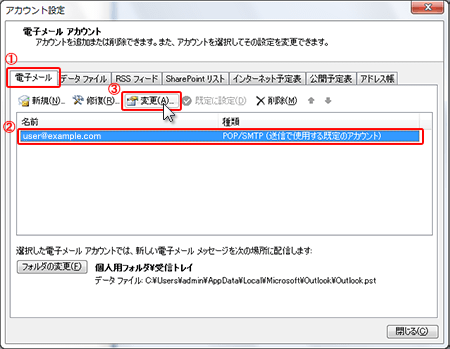 アカウント設定
電子メール アカウント
アカウントを追加または削除できます。また、アカウントを選択してその設定を変更できます。
①
電子メール データ ファイル RSS フィード SharePoint リスト インターネット予定表 公開予定表 アドレス帳
③
新規(N)... 修復(R)... 変更(A)... 既定に設定(D) 削除(M)
②
名前 種類
user@example.com POP/SMTP (送信で使用する既定のアカウント)
選択した電子メール アカウントでは、新しい電子メール メッセージを次の場所に配信します:
フォルダの変更(F) 個人用フォルダ¥受信トレイ
データ ファイル: C:¥Users¥admin¥AppData¥Local¥Microsoft¥Outlook¥Outlook.pst
閉じる(C)